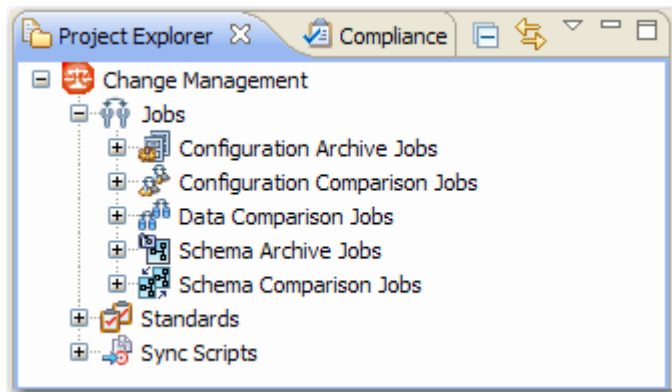 Project Explorer
Compliance
Change Management
Jobs
Configuration Archive Jobs
Configuration Comparison Jobs
Data Comparison Jobs
Schema Archive Jobs
Schema Comparison Jobs
Standards
Sync Scripts